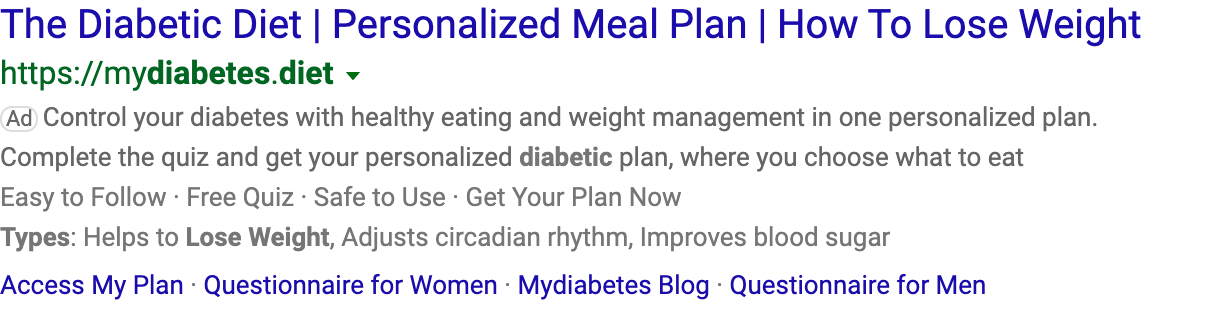 The Diabetic Diet | Personalized Meal Plan | How To Lose Weight
https://mydiabetes.diet
Ad Control your diabetes with healthy eating and weight management in one personalized plan.
Complete the quiz and get your personalized diabetic plan, where you choose what to eat
Easy to Follow · Free Quiz · Safe to Use · Get Your Plan Now
Types: Helps to Lose Weight, Adjusts circadian rhythm, Improves blood sugar
Access My Plan · Questionnaire for Women · Mydiabetes Blog · Questionnaire for Men